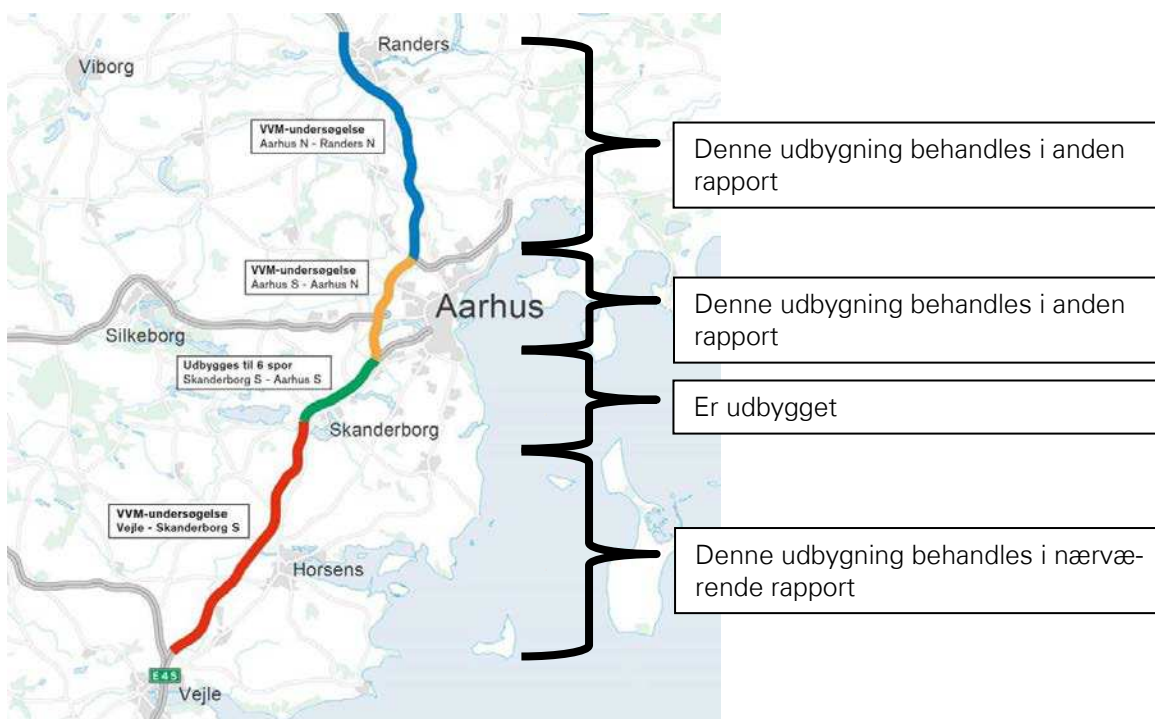 Randers
Viborg
VVM-undersøgelse
Aarhus N - Randers N
Denne udbygning behandles i anden
rapport
VVM-undersøgelse
Aarhus S - Aarhus N
Aarhus
Denne udbygning behandles i anden
rapport
Silkeborg
Udbygges til 6 spor
Skanderborg S - Aarhus S
Er udbygget
Skanderborg
VVM-undersøgelse
Vejle - Skanderborg S
Horsens
Denne udbygning behandles i nærvæ-
rende rapport
E 45
Vejle